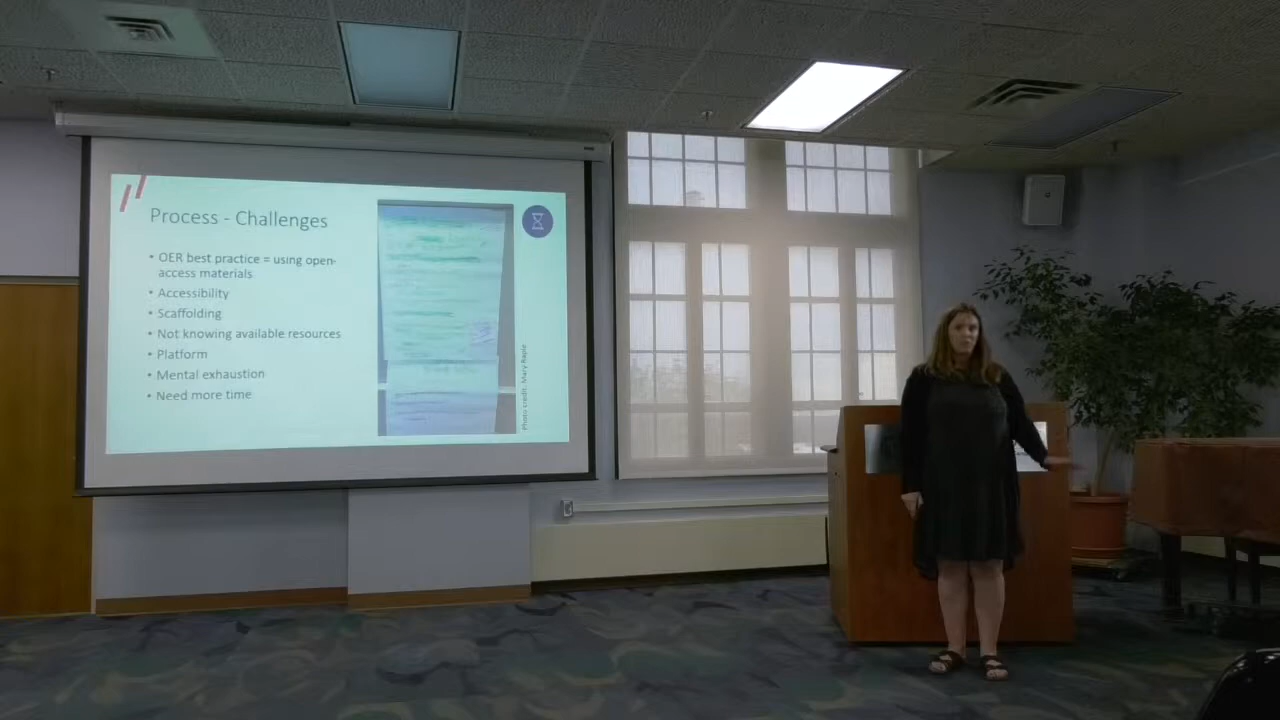 Process - Challenges
• OER best practice = using open-
access materials
• Accessibility
• Scaffolding
• Not knowing available resources
• Platform
• Mental exhaustion
• Need more time
Photo credit: Mary Raple